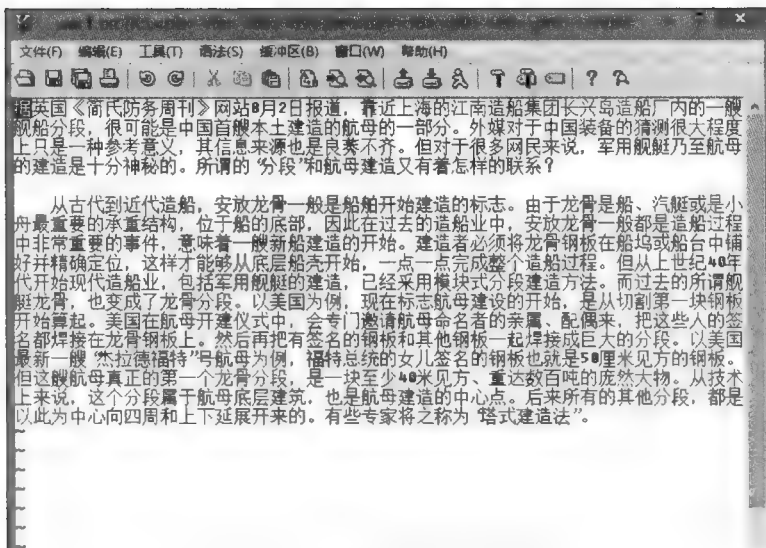 文件(F) 编辑(E) 工具(T) 语法(S) 缓冲区(B) 窗口(W) 帮助(H)
据英国《简氏防务周刊》网站8月2日报道，靠近上海的江南造船集团长兴岛造船厂内的一艘
舰船分段，很可能是中国首艘本土建造的航母的一部分。外媒对于中国装备的猜测很大程度
上只是一种参考意义，其信息来源也是良莠不齐。但对于很多网民来说，军用舰艇乃至航母
的建造是十分神秘的。所谓的“分段”和航母建造又有着怎样的联系？
从古代到近代造船，安放龙骨一般是船舶开始建造的标志。由于龙骨是船、汽艇或是小
舟最重要的承重结构，位于船的底部，因此在过去的造船业中，安放龙骨一般都是造船过程
中非常重要的事件，意味着一艘新船建造的开始。建造者必须将龙骨钢板在船坞或船台中铺
好并精确定位，这样才能够从底层船壳开始，一点一点完成整个造船过程。但从上世纪40年
代开始现代造船业，包括军用舰艇的建造，已经采用模块式分段建造方法。而过去的所谓舰
艇龙骨，也变成了龙骨分段。以美国为例，现在标志航母建设的开始，是从切割第一块钢板
开始算起。美国在航母开建仪式中，会专门邀请航母命名者的亲属、配偶来，把这些人的签
名都焊接在龙骨钢板上。然后再把有签名的钢板和其他钢板一起焊接成巨大的分段。以美国
最新一艘“杰拉德福特”号航母为例，福特总统的女儿签名的钢板也就是50厘米见方的钢板。
但这艘航母真正的第一个龙骨分段，是一块至少40米见方、重达数百吨的庞然大物。从技术
上来说，这个分段属于航母底层建筑，也是航母建造的中心点。后来所有的其他分段，都是
以此为中心向四周和上下延展开来的。有些专家将之称为“塔式建造法”。
~
~
~
~
~
~